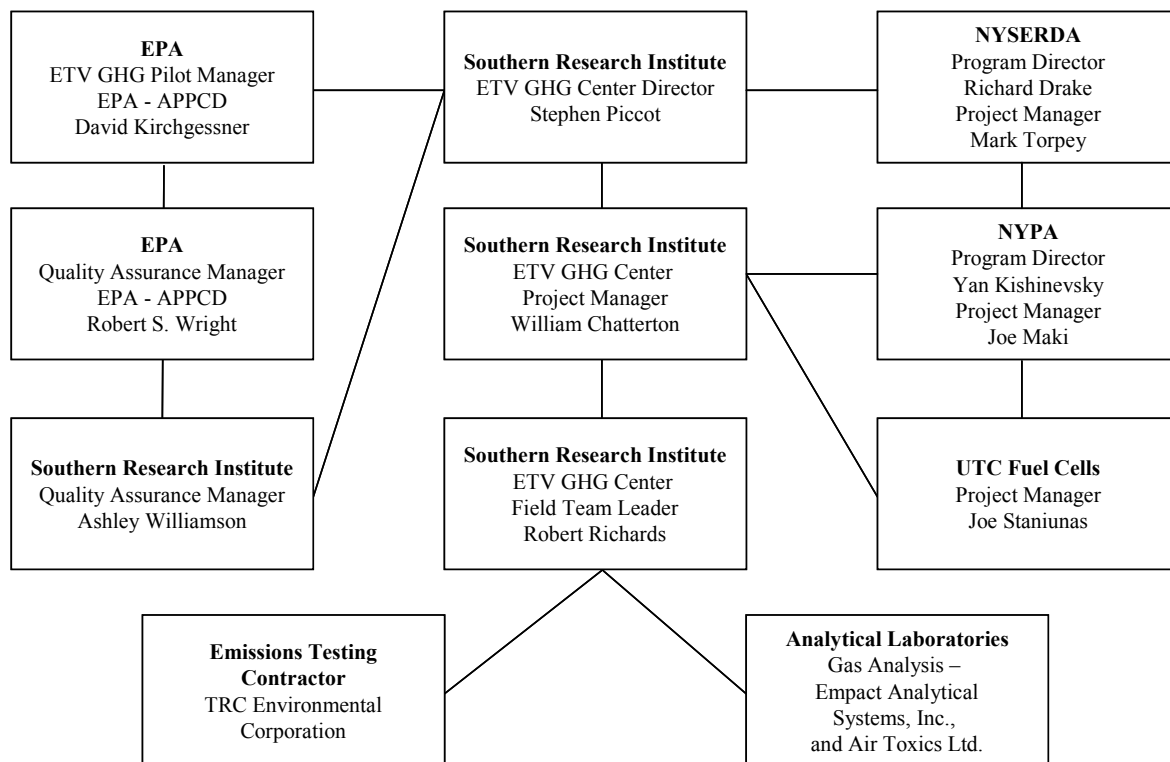 EPA
ETV GHG Pilot Manager
EPA - APPCD
David Kirchgessner
Southern Research Institute
ETV GHG Center Director
Stephen Piccot
NYSERDA
Program Director
Richard Drake
Project Manager
Mark Torpey
EPA
Quality Assurance Manager
EPA - APPCD
Robert S. Wright
Southern Research Institute
ETV GHG Center
Project Manager
William Chatterton
NYPA
Program Director
Yan Kishinevsky
Project Manager
Joe Maki
Southern Research Institute
Quality Assurance Manager
Ashley Williamson
Southern Research Institute
ETV GHG Center
Field Team Leader
Robert Richards
UTC Fuel Cells
Project Manager
Joe Staniunas
Emissions Testing
Contractor
TRC Environmental
Corporation
Analytical Laboratories
Gas Analysis –
Empact Analytical
Systems, Inc.,
and Air Toxics Ltd.